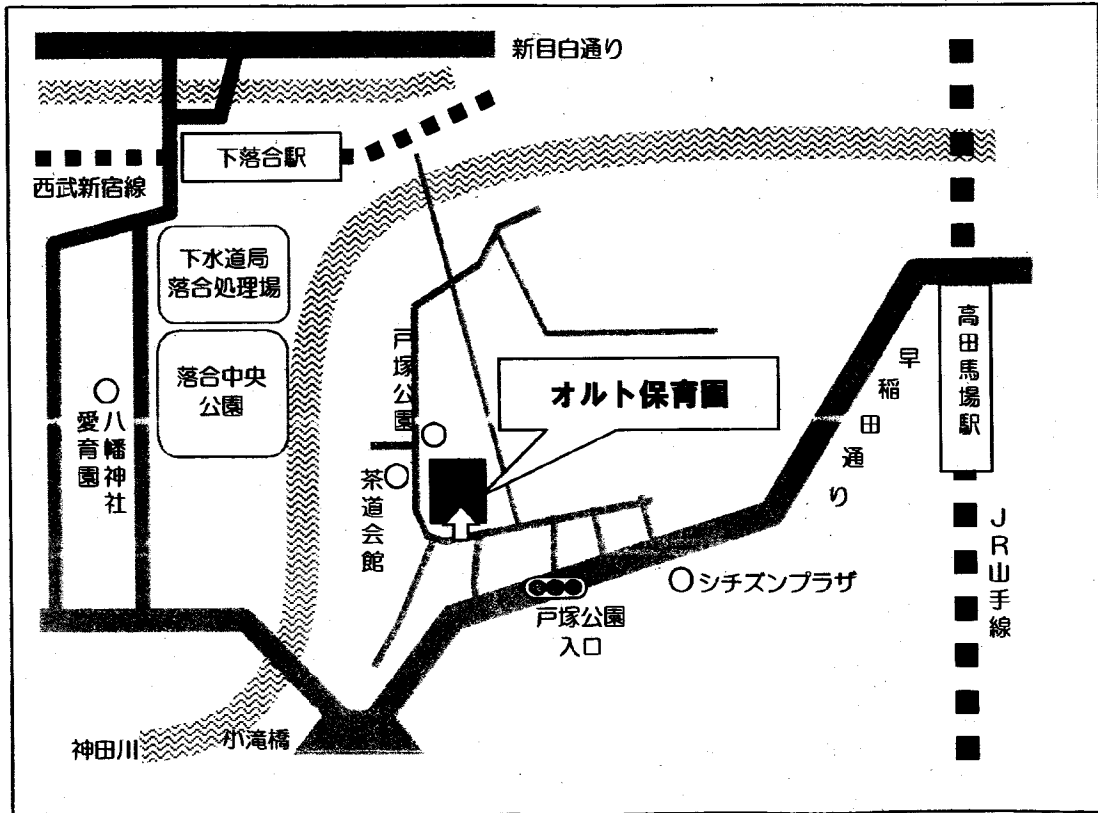 新目白通り
下落合駅
西武新宿線
下水道局
落合処理場
落合中央
公園
八幡神社
愛育園
戸塚公園
茶道会館
オルト保育園
早稲田通り
高田馬場駅
JR山手線
シチズンプラザ
戸塚公園
入口
小滝橋
神田川